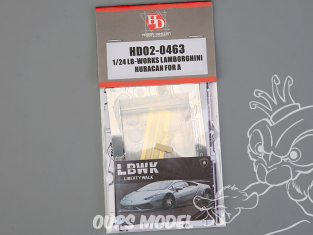 HD
HD02-0463
1/24 LB-WORKS LAMBORGHINI
HURACAN FOR A
LBWK
LIBERTY WALK
OUPS MODEL